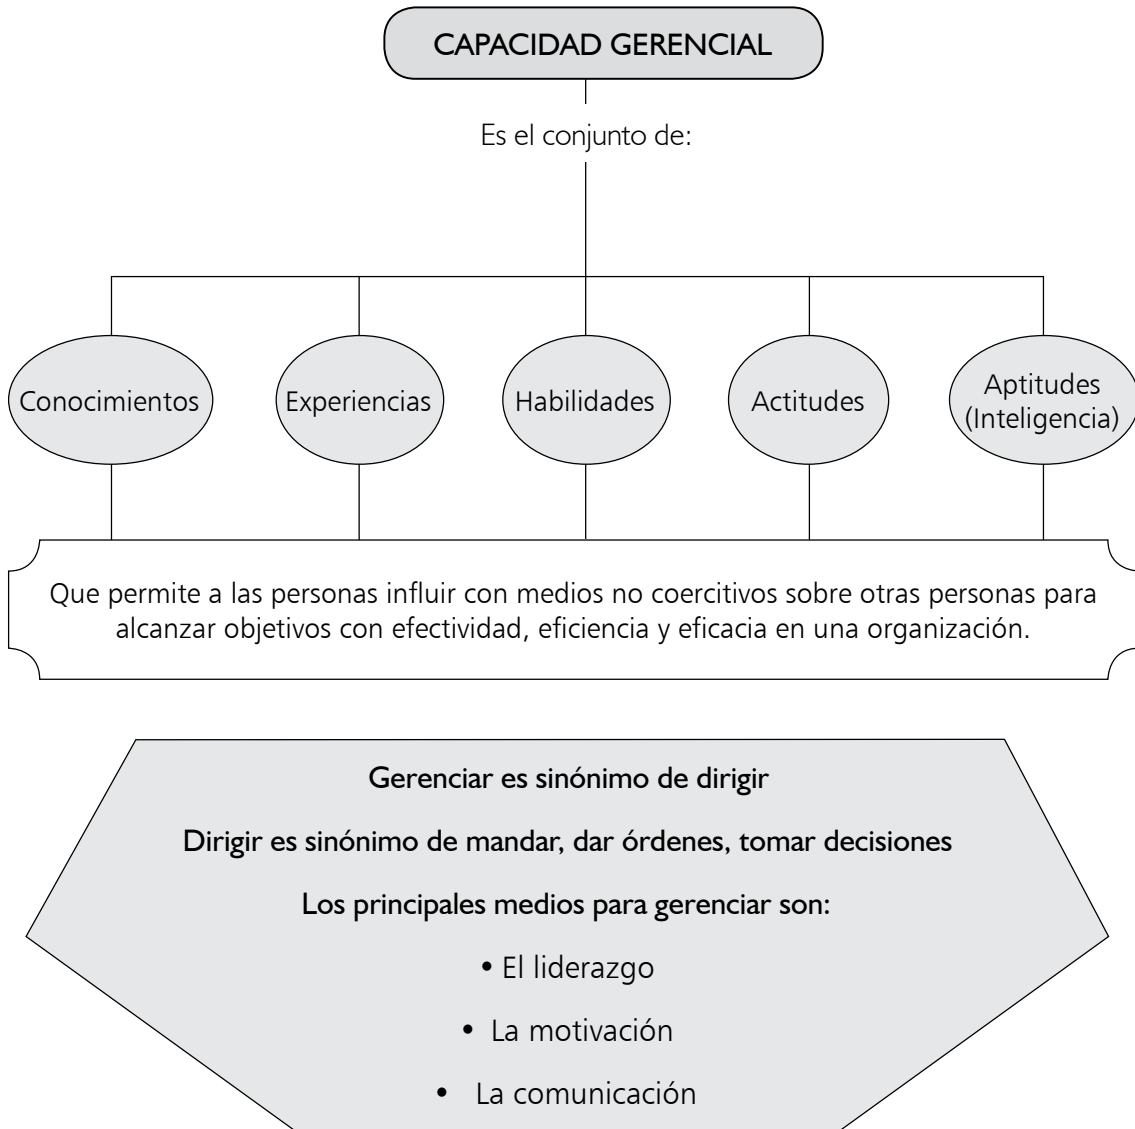 CAPACIDAD GERENCIAL
Es el conjunto de:
Conocimientos
Experiencias
Habilidades
Actitudes
Aptitudes
(Inteligencia)
Que permite a las personas influir con medios no coercitivos sobre otras personas para
alcanzar objetivos con efectividad, eficiencia y eficacia en una organización.
Gerenciar es sinónimo de dirigir
Dirigir es sinónimo de mandar, dar órdenes, tomar decisiones
Los principales medios para gerenciar son:
• El liderazgo
• La motivación
• La comunicación